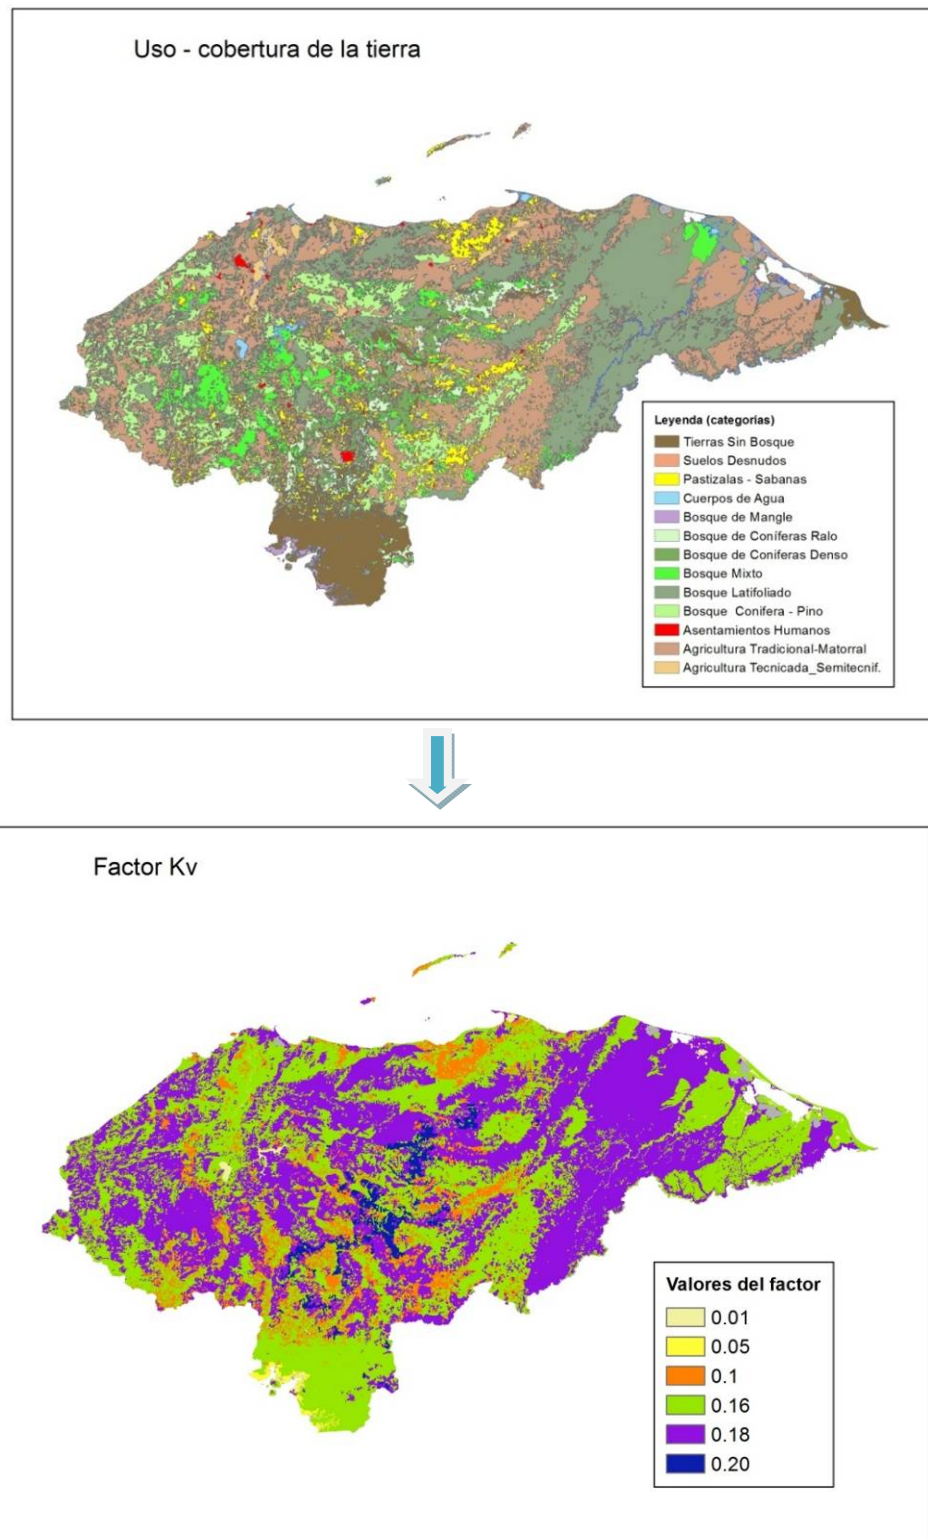 Uso - cobertura de la tierra
Leyenda (categorías)
Tierras Sin Bosque
Suelos Desnudos
Pastizalas - Sabanas
Cuerpos de Agua
Bosque de Mangle
Bosque de Coníferas Ralo
Bosque de Coniferas Denso
Bosque Mixto
Bosque Latifoliado
Bosque Conifera - Pino
Asentamientos Humanos
Agricultura Tradicional-Matorral
Agricultura Tecnicada_Semitecnif.
Factor Kv
Valores del factor
0.01
0.05
0.1
0.16
0.18
0.20